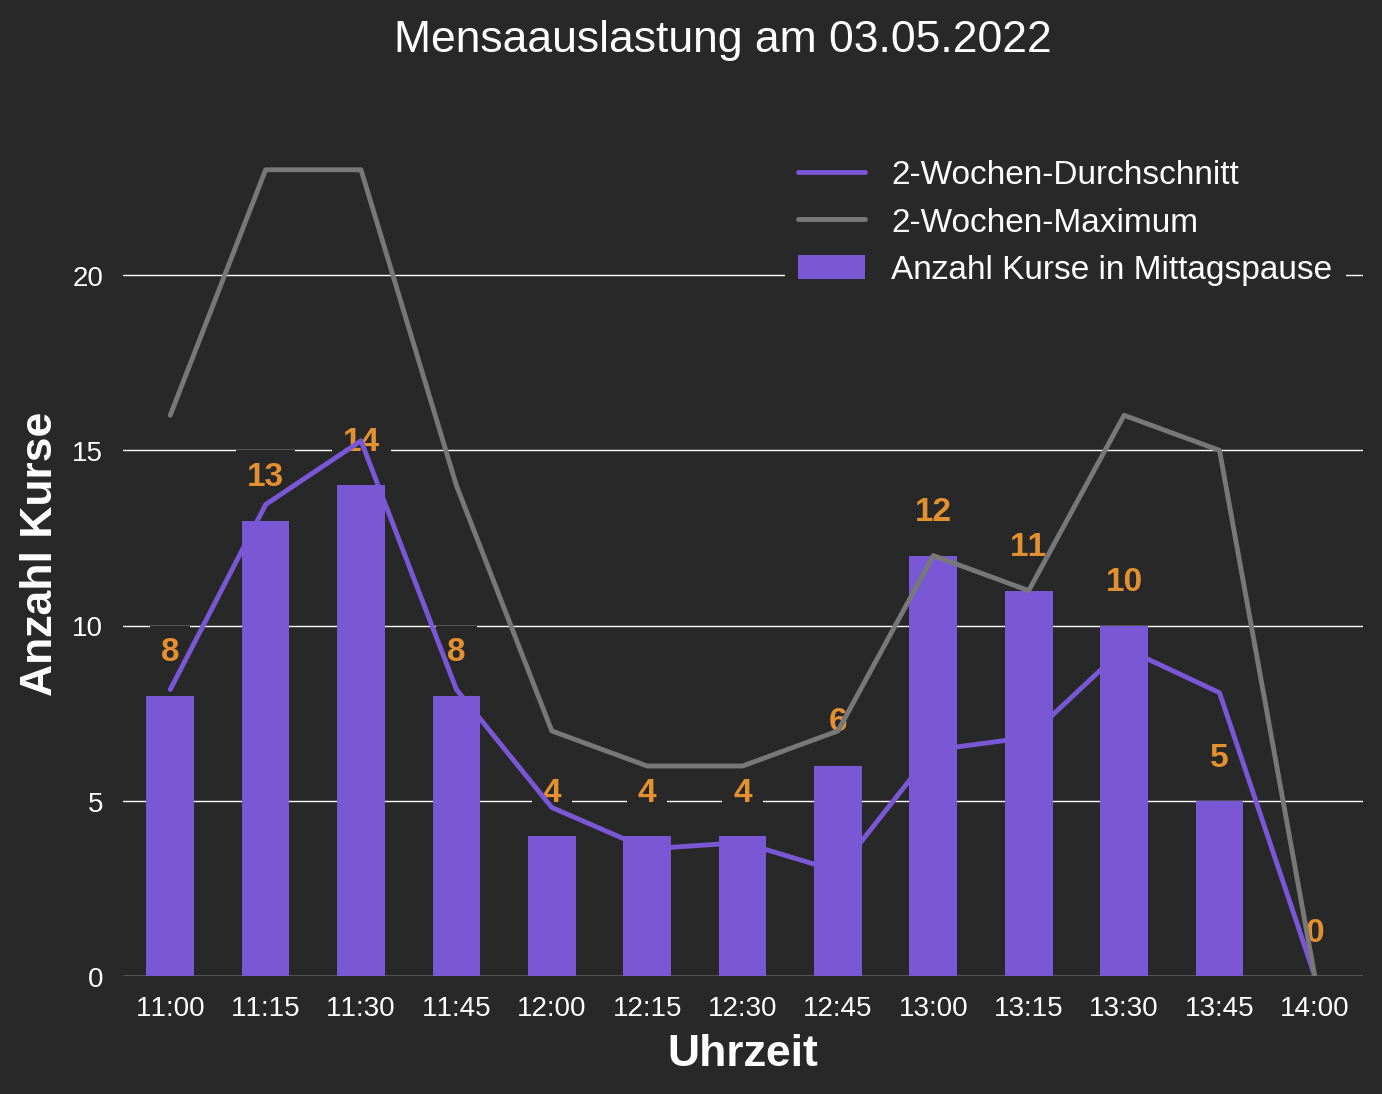 Mensaauslastung am 03.05.2022
2-Wochen-Durchschnitt
2-Wochen-Maximum
Anzahl Kurse in Mittagspause
Anzahl Kurse
20
15
10
5
0
8
13
14
8
4
4
4
6
12
11
10
5
0
11:00 11:15 11:30 11:45 12:00 12:15 12:30 12:45 13:00 13:15 13:30 13:45 14:00
Uhrzeit